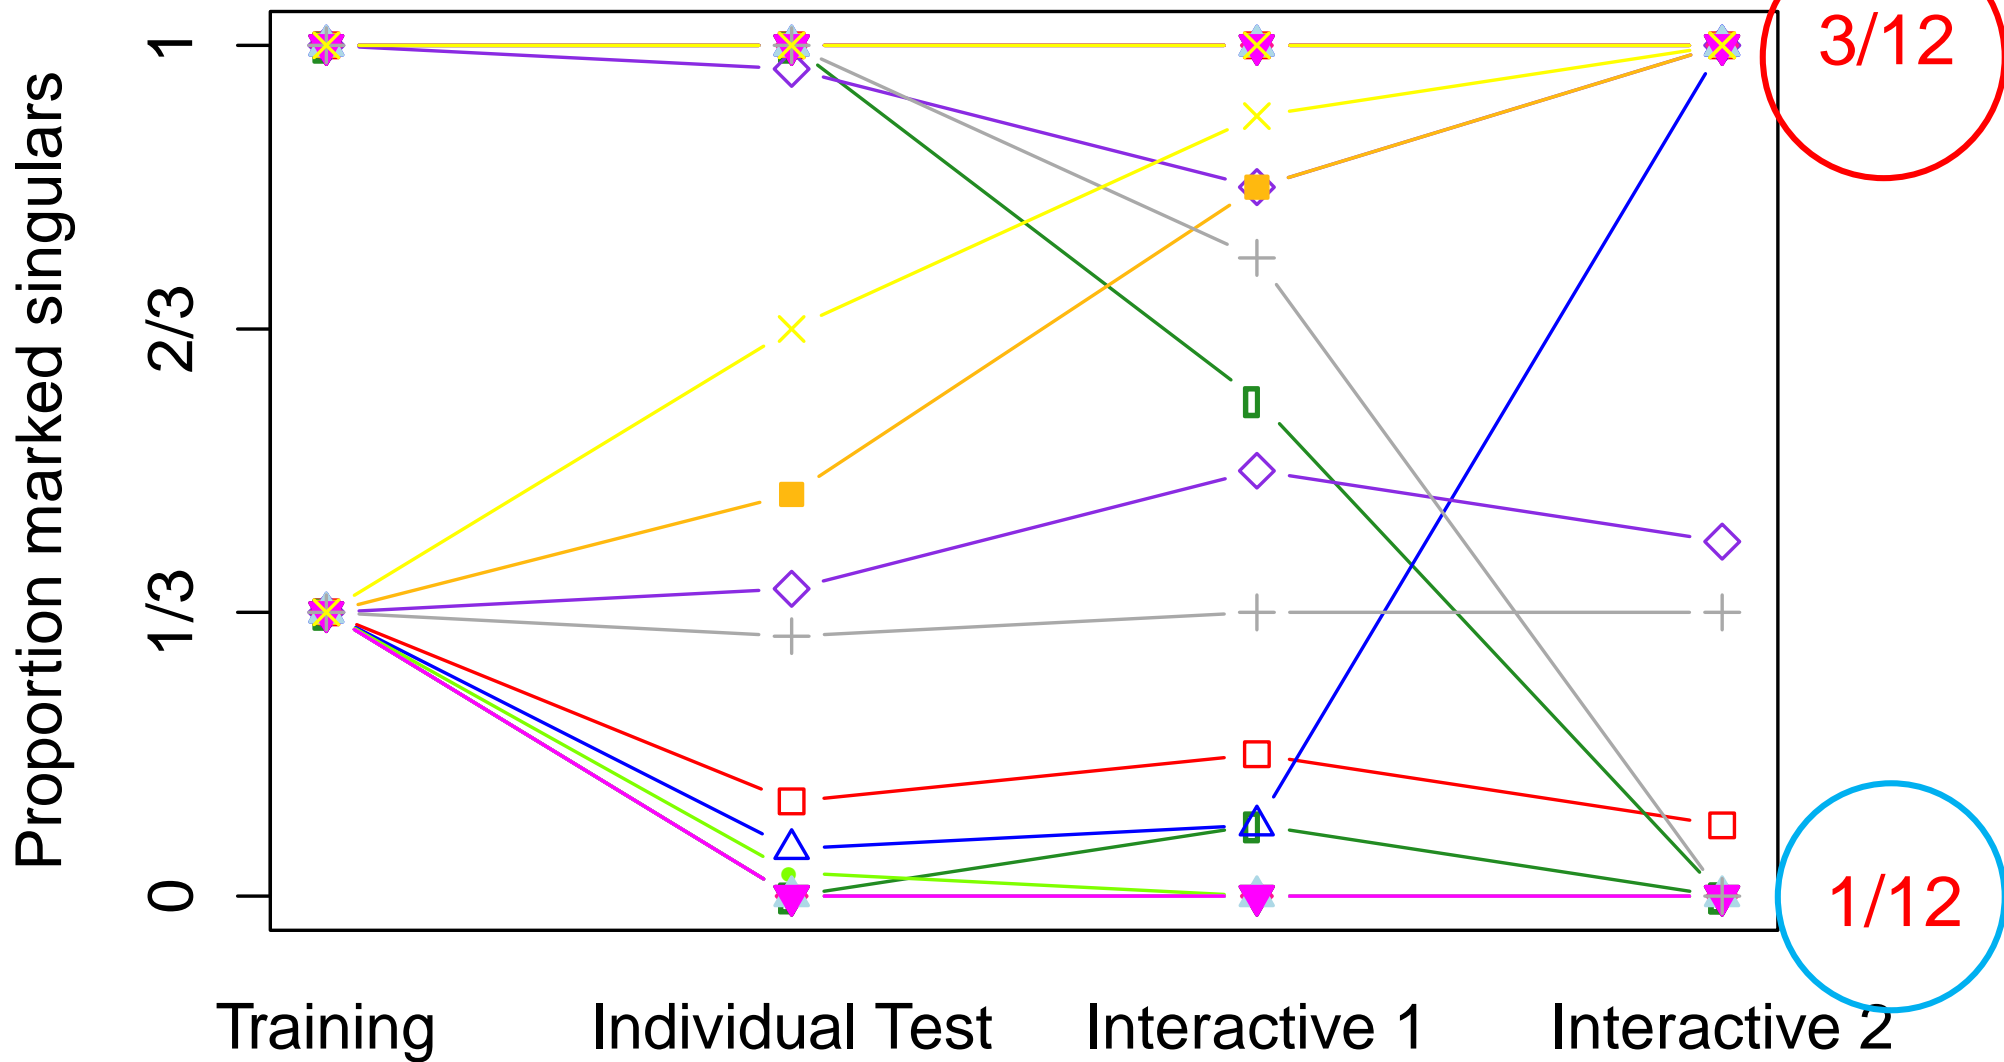 Proportion marked singulars
1
2/3
1/3
0
3/12
1/12
Training
Individual Test
Interactive 1
Interactive 2